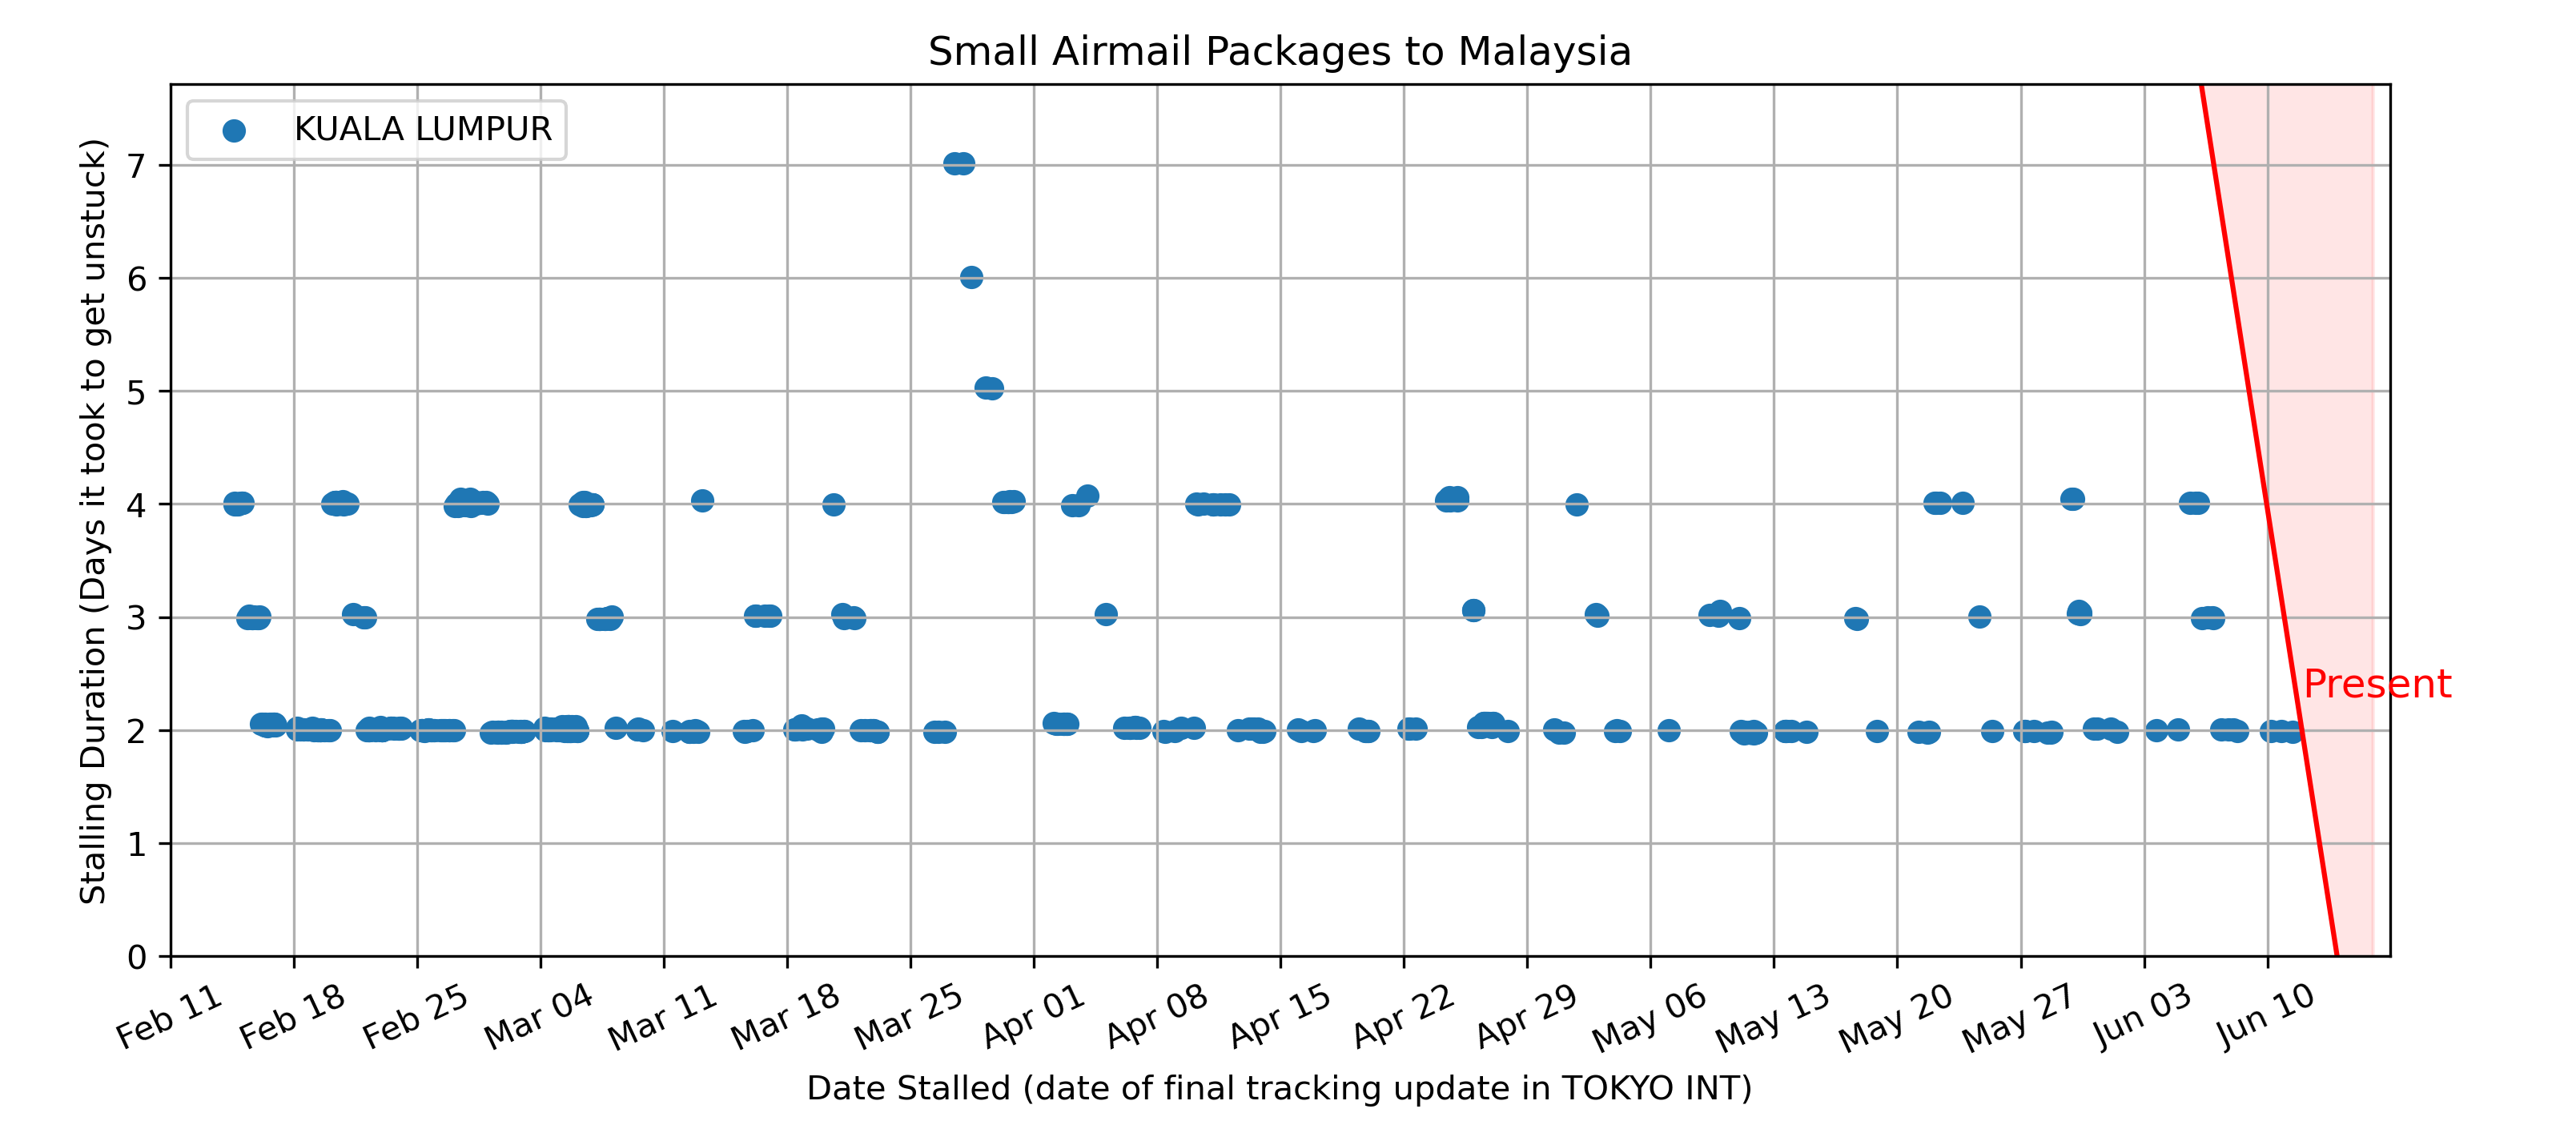 Small Airmail Packages to Malaysia
KUALA LUMPUR
Stalling Duration (Days it took to get unstuck)
7
6
5
4
3
2
1
0
Present
Feb 11
Feb 18
Feb 25
Mar 04
Mar 11
Mar 18
Mar 25
Apr 01
Apr 08
Apr 15
Apr 22
Apr 29
May 06
May 13
May 20
May 27
Jun 03
Jun 10
Date Stalled (date of final tracking update in TOKYO INT)